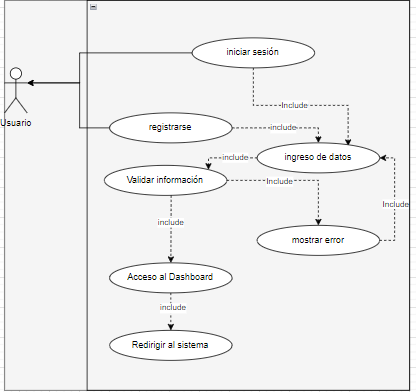 iniciar sesión
Include
Usuario
registrarse
include
ingreso de datos
include
Validar información
Include
Include
mostrar error
include
Acceso al Dashboard
include
Redirigir al sistema